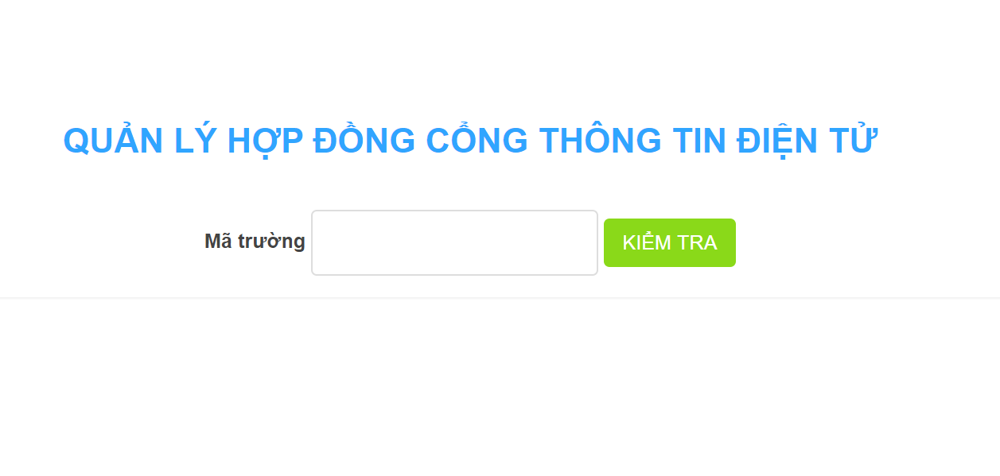 QUẢN LÝ HỢP ĐỒNG CỔNG THÔNG TIN ĐIỆN TỬ
Mã trường KIỂM TRA